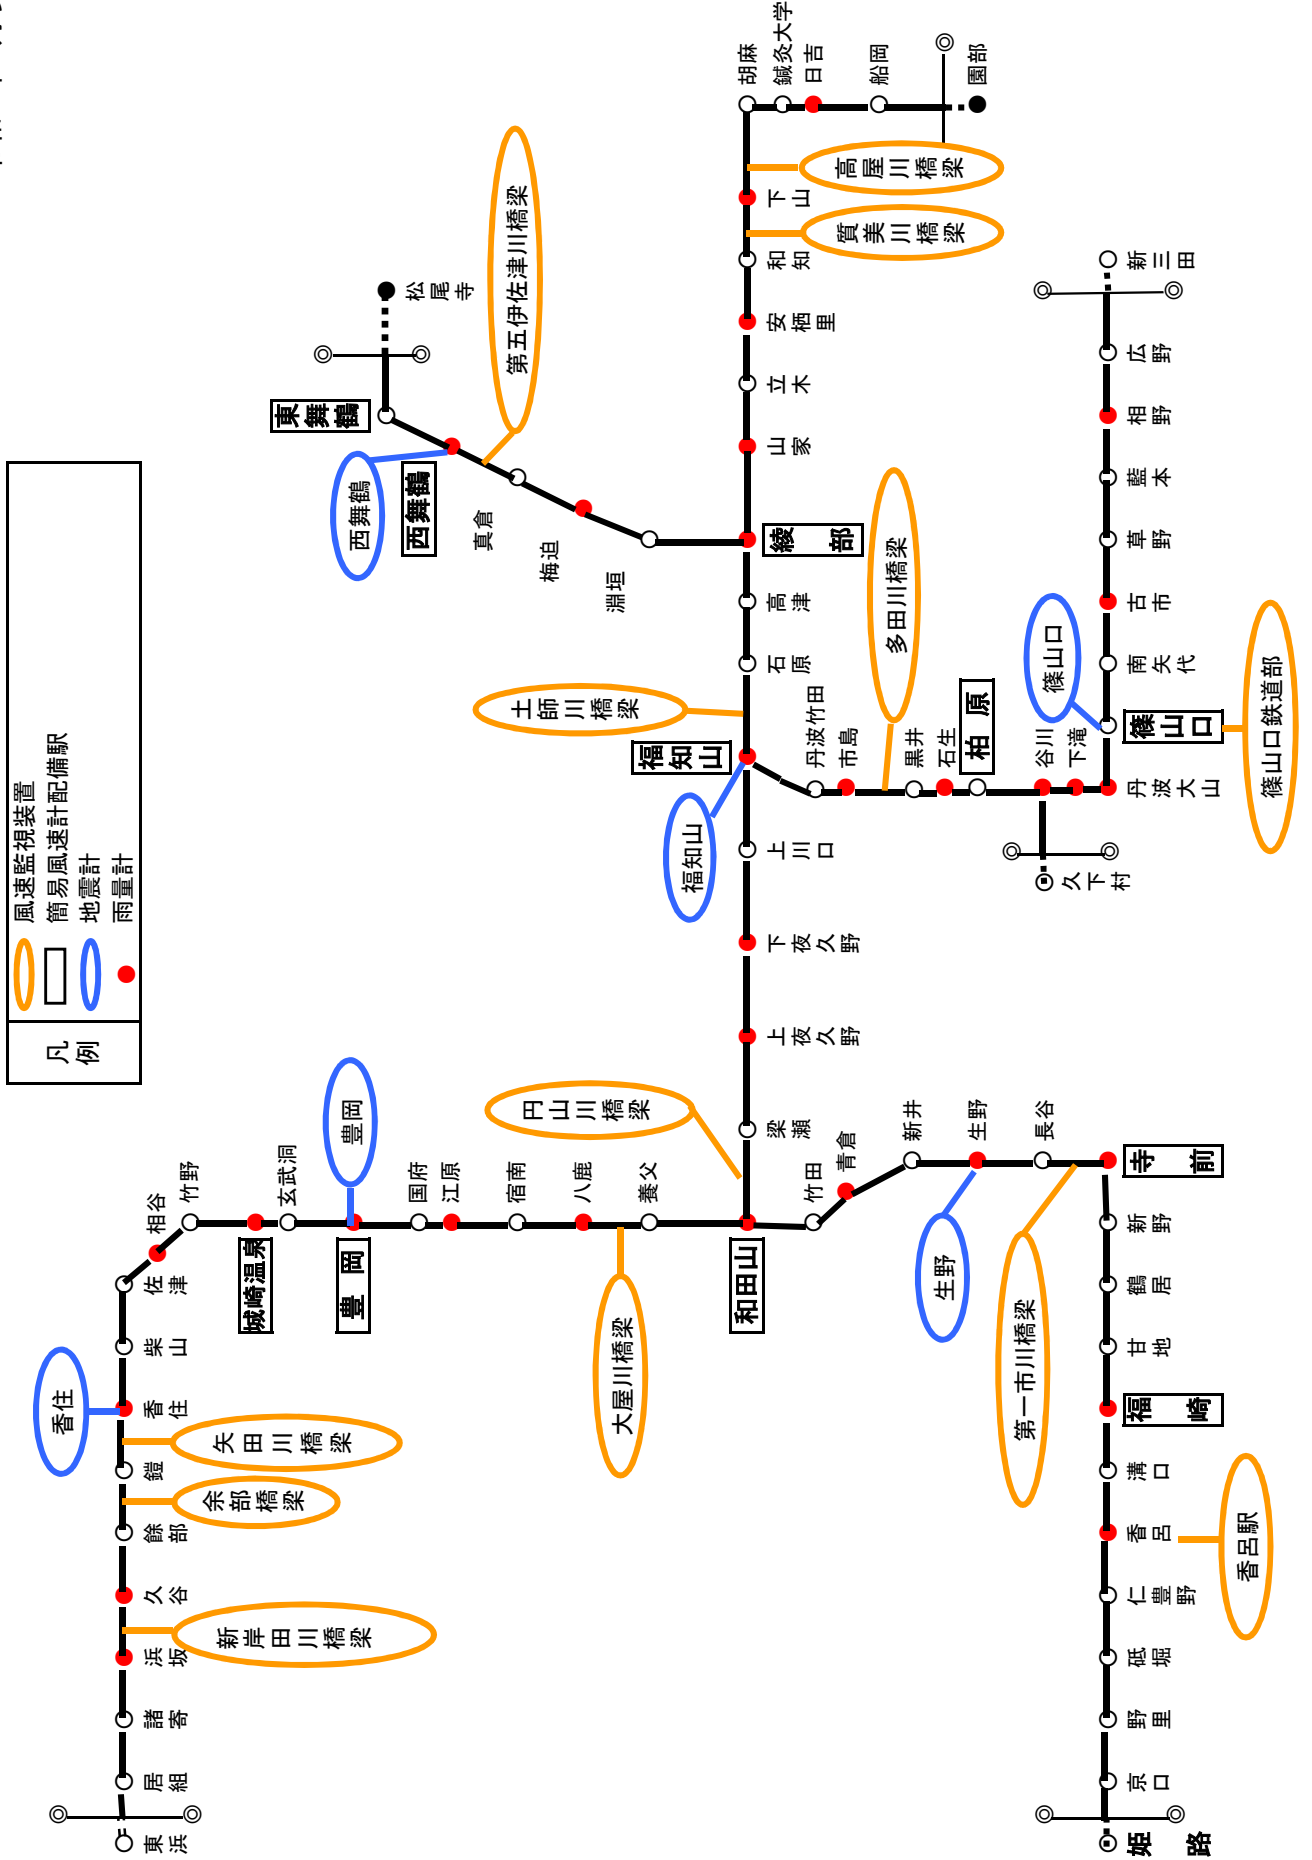 凡例
風速監視装置
簡易風速計配備駅
地震計
雨量計
東浜
居組
諸寄
浜坂
新岸田川橋梁
久谷
餘部
余部橋梁
鎧
矢田川橋梁
香住
香住
柴山
佐津
相谷
竹野
城崎温泉
玄武洞
豊岡
豊岡
国府
江原
宿南
八鹿
大屋川橋梁
養父
和田山
円山川橋梁
梁瀬
上夜久野
下夜久野
上川口
福知山
福知山
土師川橋梁
石原
高津
綾部
淵垣
梅迫
真倉
第五伊佐津川橋梁
西舞鶴
西舞鶴
東舞鶴
松尾寺
山家
立木
安栖里
和知
質美川橋梁
下山
高屋川橋梁
胡麻
鍼灸大学
日吉
船岡
園部
丹波竹田
市島
多田川橋梁
黒井
石生
柏原
谷川
久下村
下滝
丹波大山
篠山口
篠山口
篠山口鉄道部
南矢代
古市
草野
藍本
相野
広野
新三田
竹田
青倉
新井
生野
生野
長谷
第一市川橋梁
寺前
新野
鶴居
甘地
福崎
溝口
香呂
香呂駅
仁豊野
砥堀
野里
京口
姫路